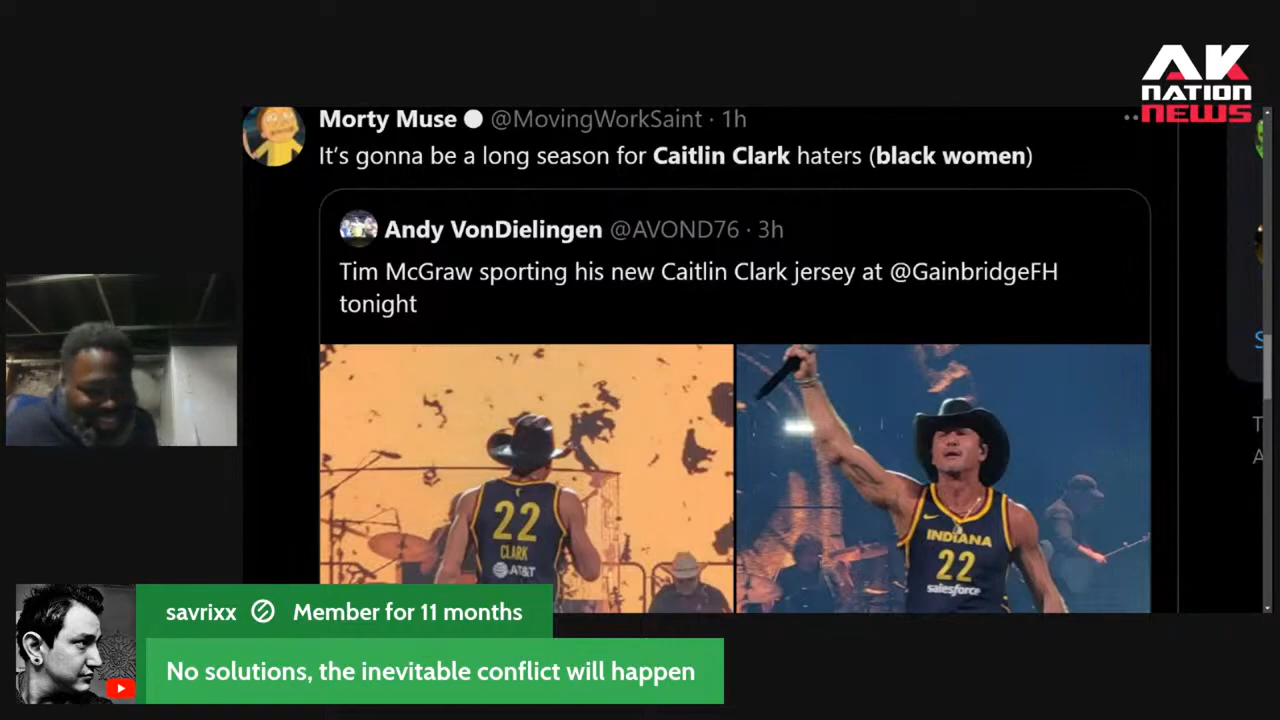 AK
NATION
NEWS
Morty Muse @MovingWorkSaint · 1h
It's gonna be a long season for Caitlin Clark haters (black women)
Andy VonDielingen @AVOND76 · 3h
Tim McGraw sporting his new Caitlin Clark jersey at @GainbridgeFH
tonight
22
CLARK
AT&T
INDIANA
22
salesforce
savrixx Member for 11 months
No solutions, the inevitable conflict will happen